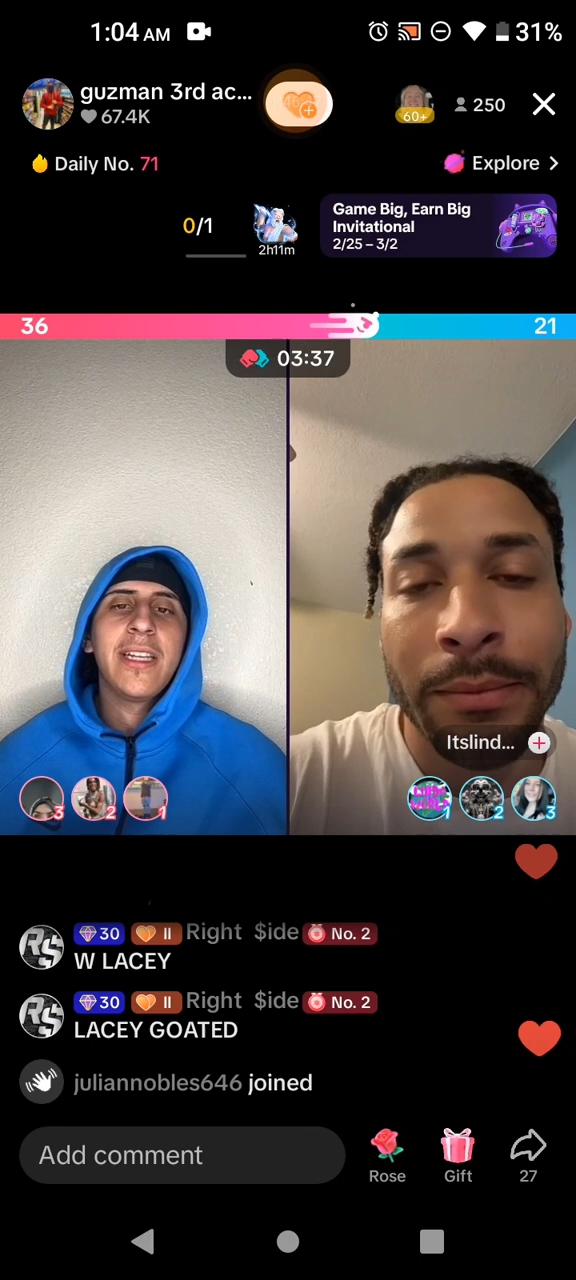 1:04 AM
31%
guzman 3rd ac...
67.4K
60+
250
Daily No. 71
Explore >
0/1
2h11m
Game Big, Earn Big
Invitational
2/25 – 3/2
36
21
03:37
Itslind...
3
2
1
1
2
3
30 II Right $ide No. 2
W LACEY
30 II Right $ide No. 2
LACEY GOATED
juliannobles646 joined
Add comment
Rose
Gift
27